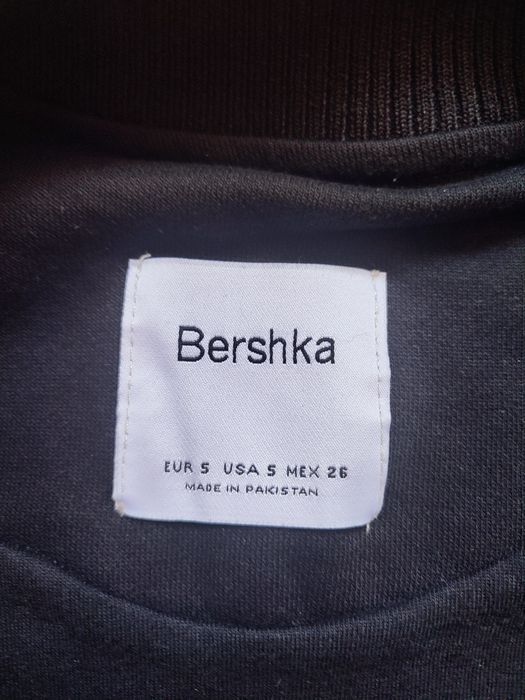 Bershka
EUR S USA S MEX 26
MADE IN PAKISTAN